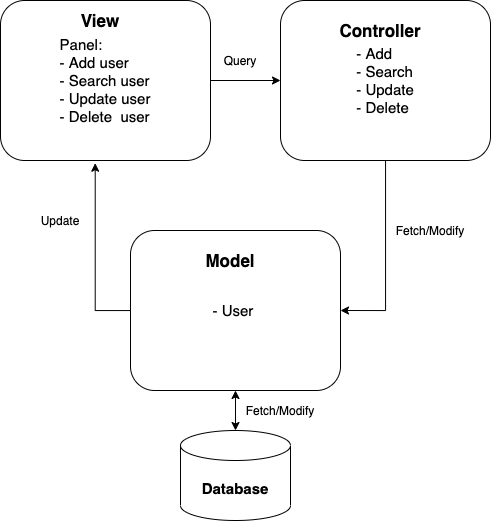 View
Panel:
- Add user
- Search user
- Update user
- Delete  user
Query
Controller
- Add
- Search
- Update
- Delete
Update
Fetch/Modify
Model
- User
Fetch/Modify
Database